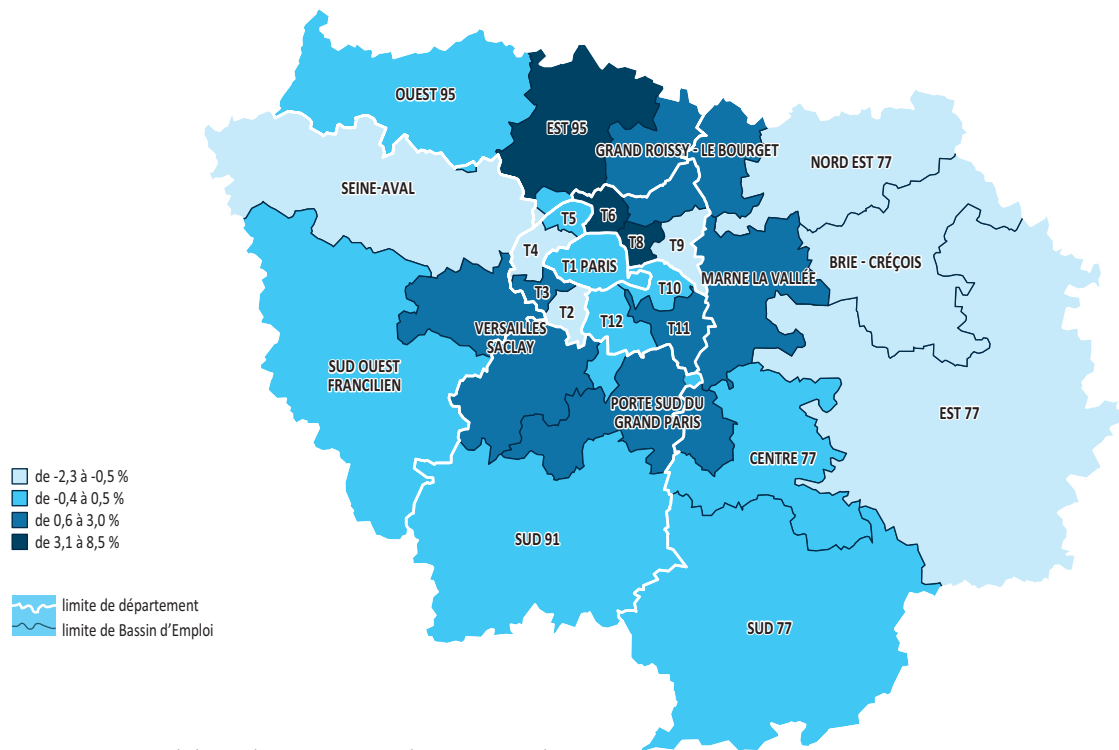 OUEST 95
EST 95
GRAND ROISSY - LE BOURGET
NORD EST 77
SEINE-AVAL
T5
T6
T4
T8
T9
T1 PARIS
BRIE - CRÉÇOIS
MARNE LA VALLÉE
T3
T10
T2
T12
T11
VERSAILLES
SACLAY
SUD OUEST
FRANCILIEN
PORTE SUD DU
GRAND PARIS
EST 77
CENTRE 77
de -2,3 à -0,5 %
de -0,4 à 0,5 %
de 0,6 à 3,0 %
de 3,1 à 8,5 %
SUD 91
limite de département
limite de Bassin d’Emploi
SUD 77